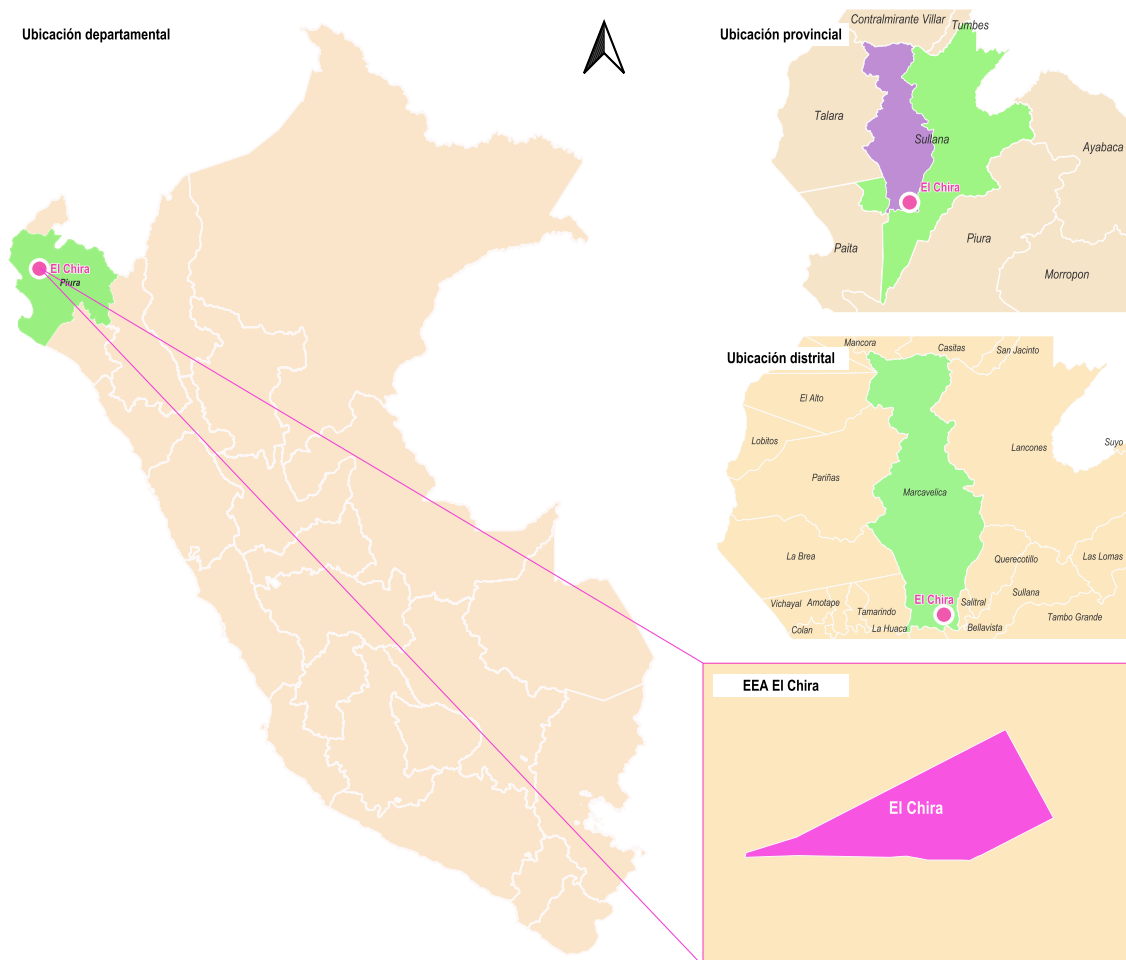 Ubicación departamental
El Chira
Piura
Ubicación provincial
Contralmirante Villar
Tumbes
Talara
Sullana
Ayabaca
El Chira
Paita
Piura
Morropon
Ubicación distrital
Mancora
Casitas
San Jacinto
El Alto
Lobitos
Lancones
Suyo
Pariñas
Marcavelica
La Brea
Querecotillo
Las Lomas
Sullana
Vichayal
Amotape
El Chira
Salitral
Tamarindo
Tambo Grande
Colan
La Huaca
Bellavista
EEA El Chira
El Chira